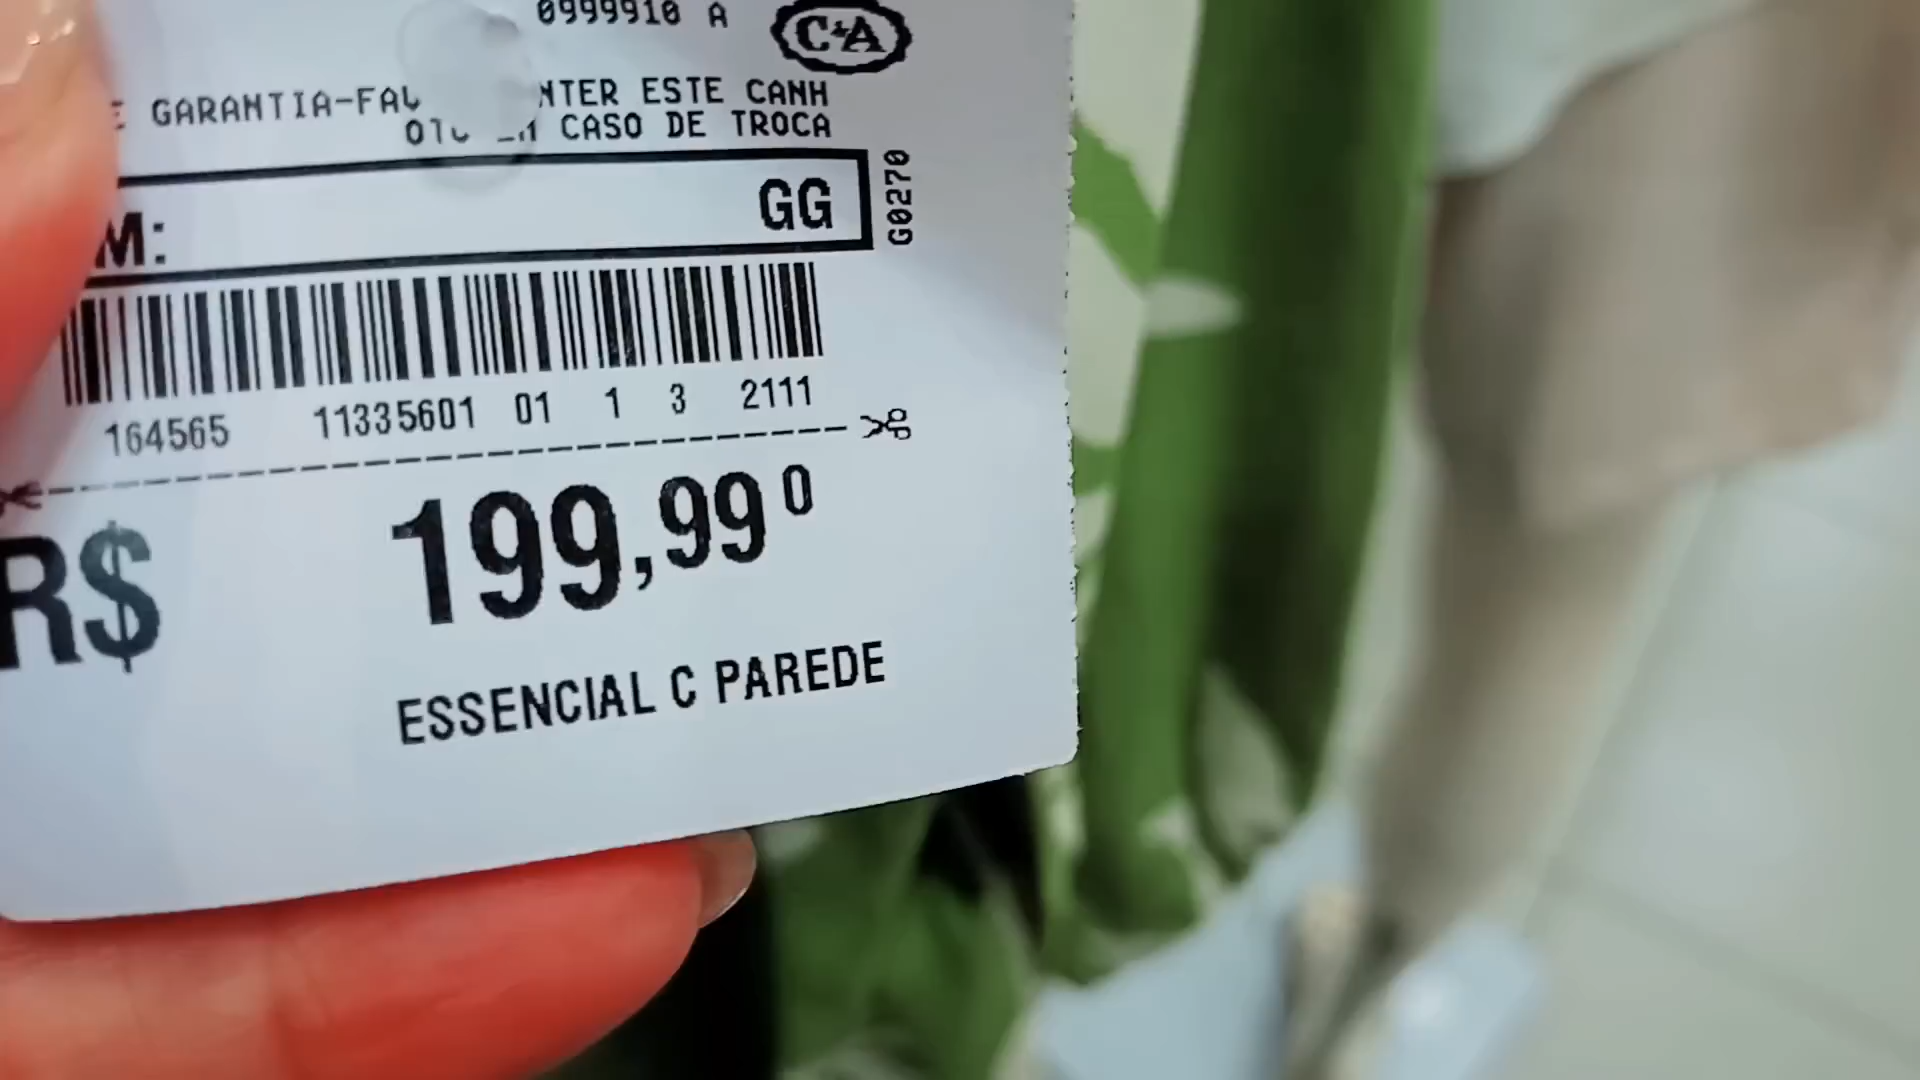 0999910 A
C&A
GARANTIA-FAV NTER ESTE CANH
CASO DE TROCA
M: GG
G0270
164565 11335601 01 1 3 2111
R$ 199,99 0
ESSENCIAL C PAREDE